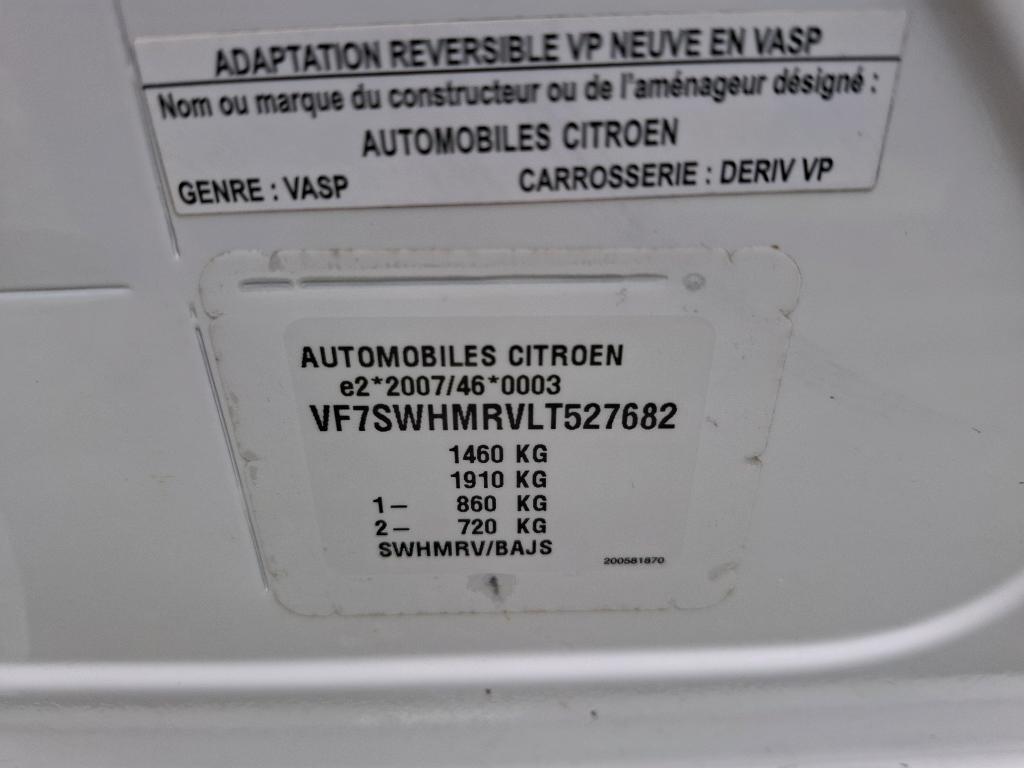 ADAPTATION REVERSIBLE VP NEUVE EN VASP
Nom ou marque du constructeur ou de l'aménageur désigné :
AUTOMOBILES CITROEN
GENRE : VASP CARROSSERIE : DERIV VP
AUTOMOBILES CITROEN
e2*2007/46*0003
VF7SWHMRVLT527682
1460 KG
1910 KG
1– 860 KG
2– 720 KG
SWHMRV/BAJS
200581870